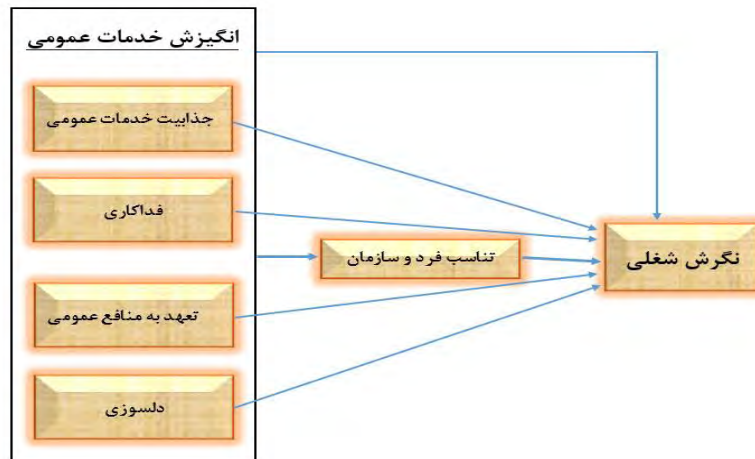 انگیزش خدمات عمومی
جذابیت خدمات عمومی
فداکاری
تناسب فرد و سازمان
نگرش شغلی
تعهد به منافع عمومی
دلسوزی